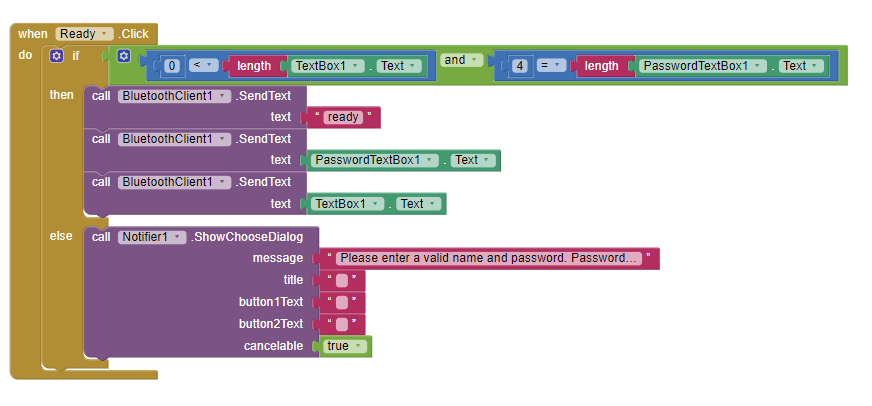 when Ready .Click
do if 0 < length TextBox1 . Text and 4 = length PasswordTextBox1 . Text
then call BluetoothClient1 .SendText
text " ready "
call BluetoothClient1 .SendText
text PasswordTextBox1 . Text
call BluetoothClient1 .SendText
text TextBox1 . Text
else call Notifier1 .ShowChooseDialog
message " Please enter a valid name and password. Password... "
title " "
button1Text " "
button2Text " "
cancelable true